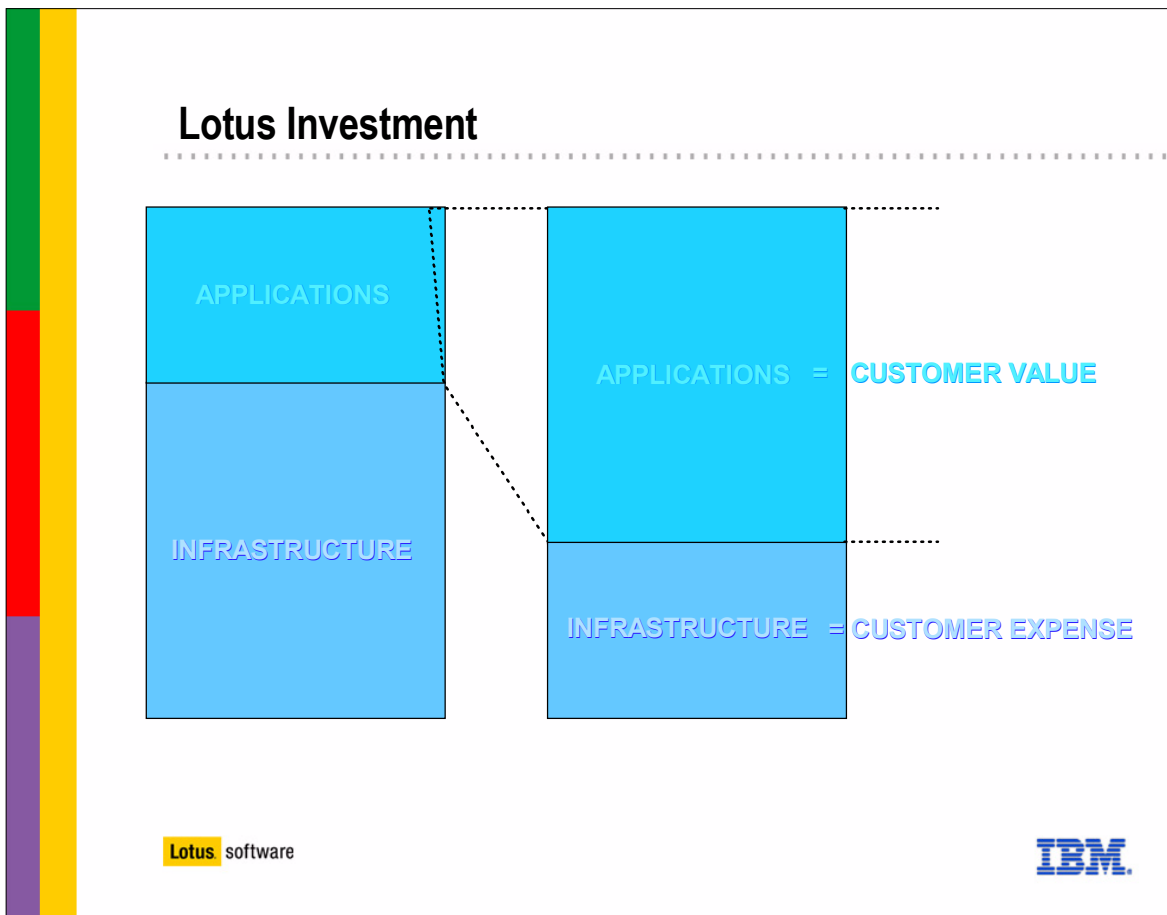 Lotus Investment
APPLICATIONS
APPLICATIONS = CUSTOMER VALUE
INFRASTRUCTURE
INFRASTRUCTURE = CUSTOMER EXPENSE
Lotus. software
IBM.